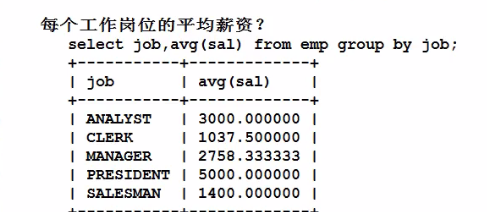 每个工作岗位的平均薪资？
select job,avg(sal) from emp group by job;
+-----------+-------------+
| job | avg(sal) |
+-----------+-------------+
| ANALYST | 3000.000000 |
| CLERK | 1037.500000 |
| MANAGER | 2758.333333 |
| PRESIDENT | 5000.000000 |
| SALESMAN | 1400.000000 |
+-----------+-------------+